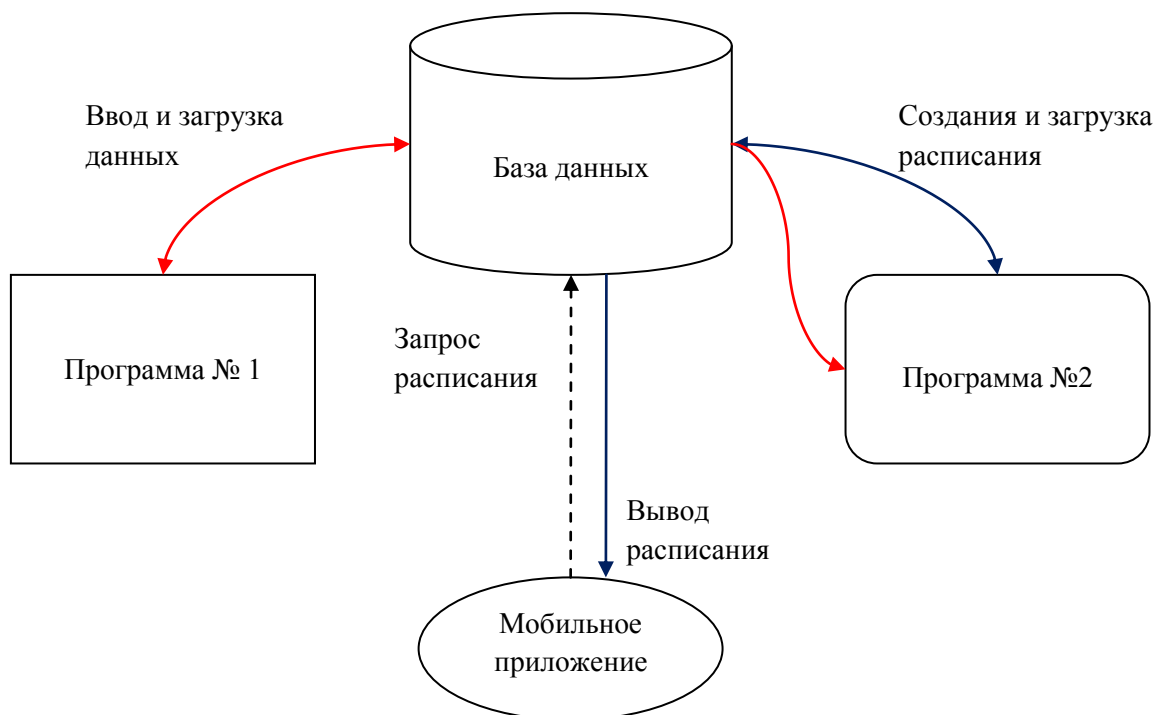 Ввод и загрузка
данных
База данных
Создания и загрузка
расписания
Программа № 1
Запрос
расписания
Программа №2
Вывод
расписания
Мобильное
приложение